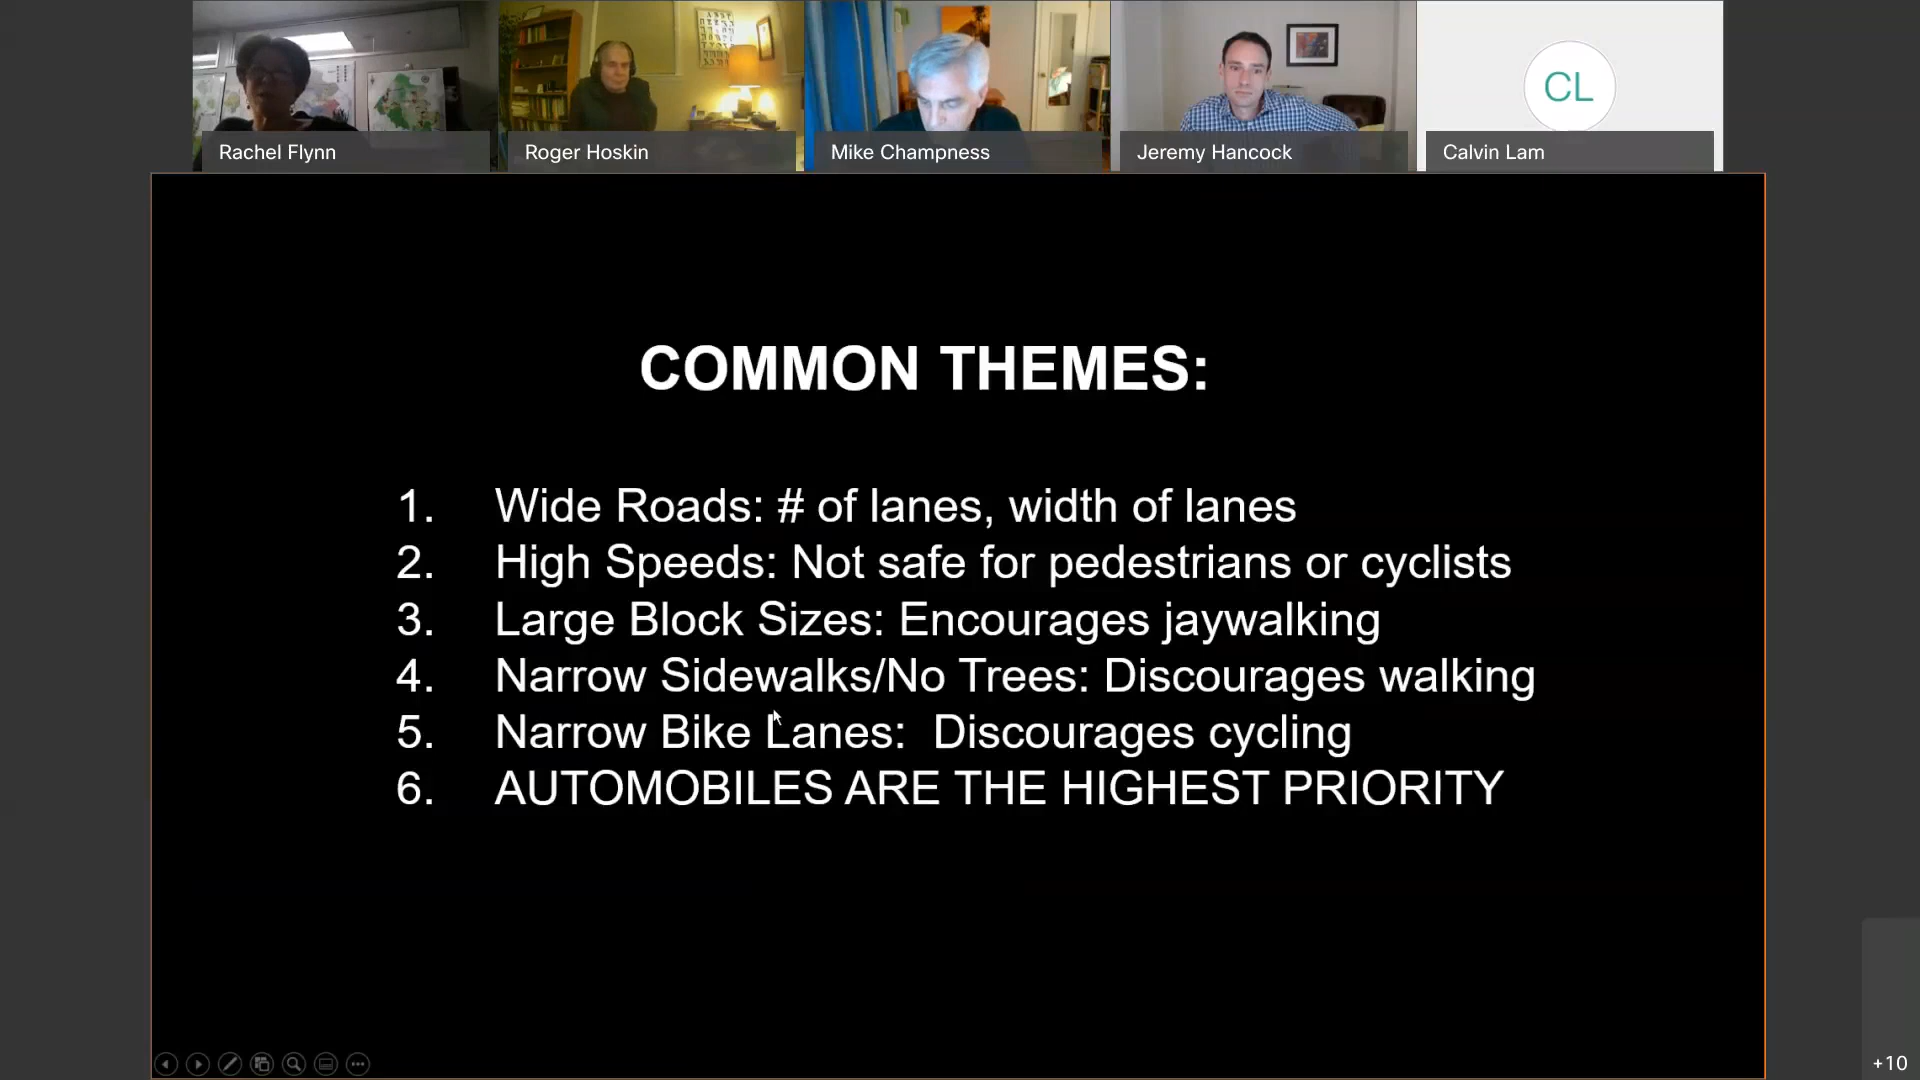 Rachel Flynn
Roger Hoskin
Mike Champness
Jeremy Hancock
CL
Calvin Lam
COMMON THEMES:
1. Wide Roads: # of lanes, width of lanes
2. High Speeds: Not safe for pedestrians or cyclists
3. Large Block Sizes: Encourages jaywalking
4. Narrow Sidewalks/No Trees: Discourages walking
5. Narrow Bike Lanes: Discourages cycling
6. AUTOMOBILES ARE THE HIGHEST PRIORITY
+10